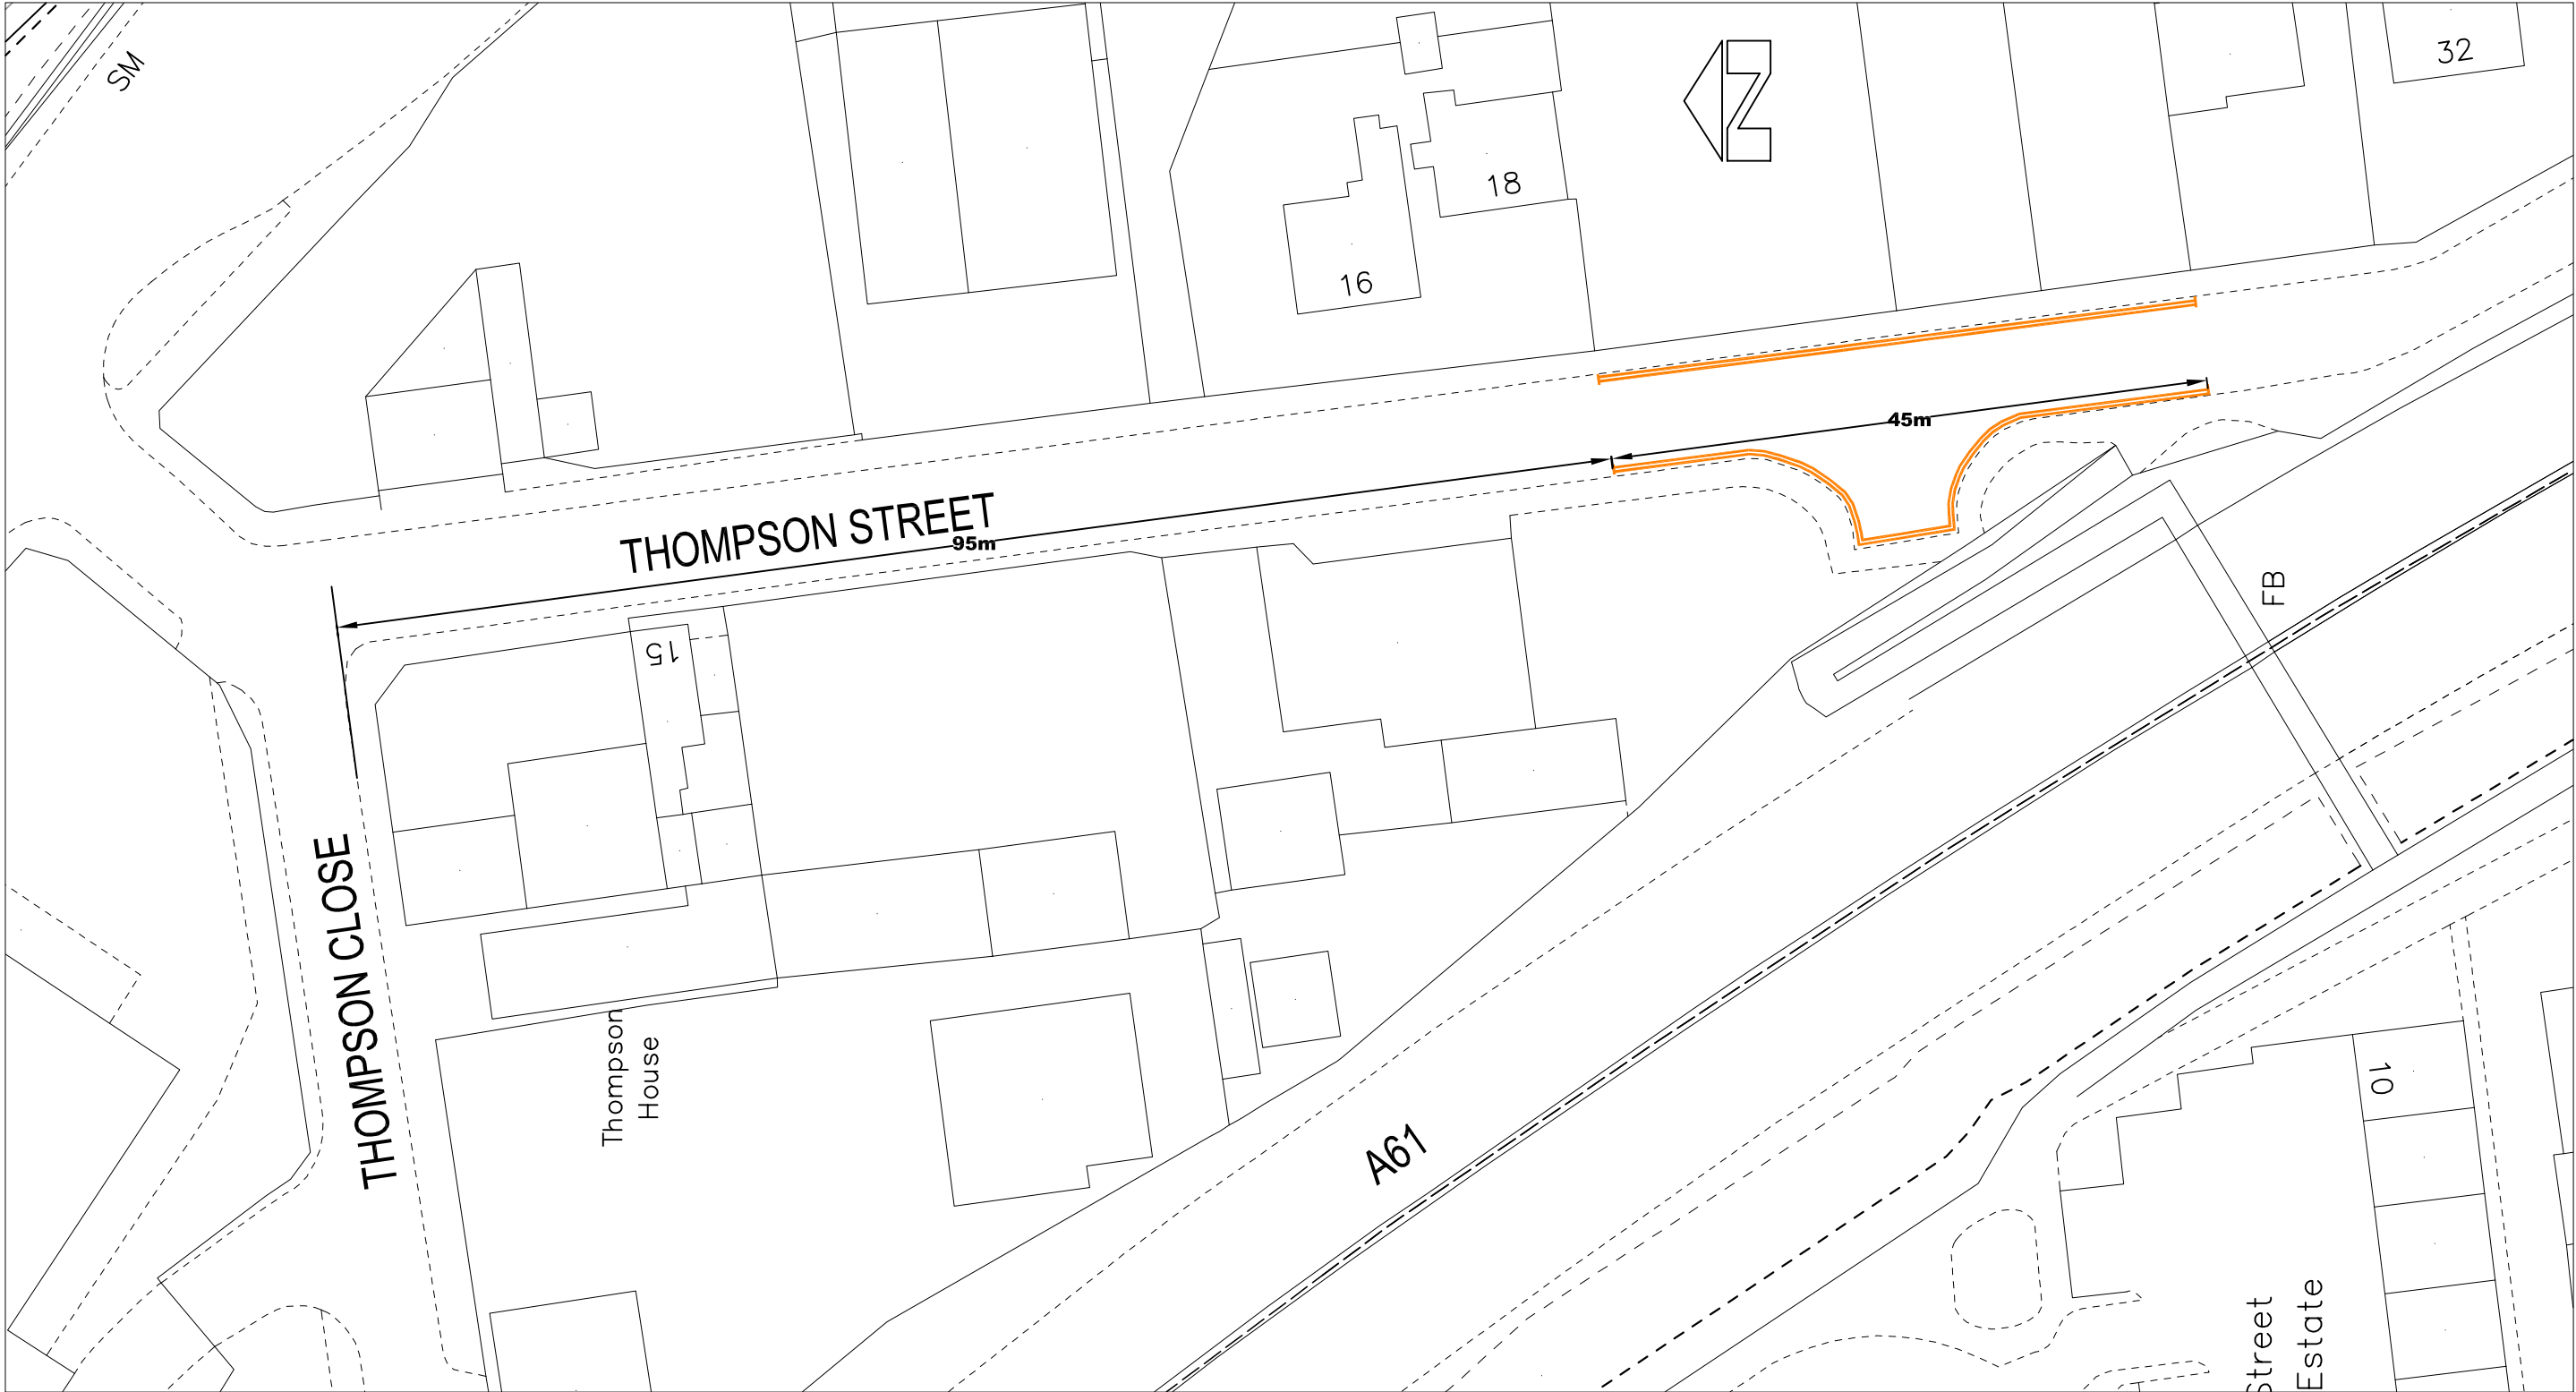 SM
32
N
18
16
45m
THOMPSON STREET
95m
FB
15
THOMPSON CLOSE
Thompson
House
A61
10
Street
Estate